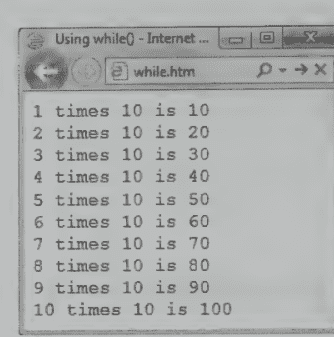 Using while() - Internet ...
while.htm
1 times 10 is 10
2 times 10 is 20
3 times 10 is 30
4 times 10 is 40
5 times 10 is 50
6 times 10 is 60
7 times 10 is 70
8 times 10 is 80
9 times 10 is 90
10 times 10 is 100